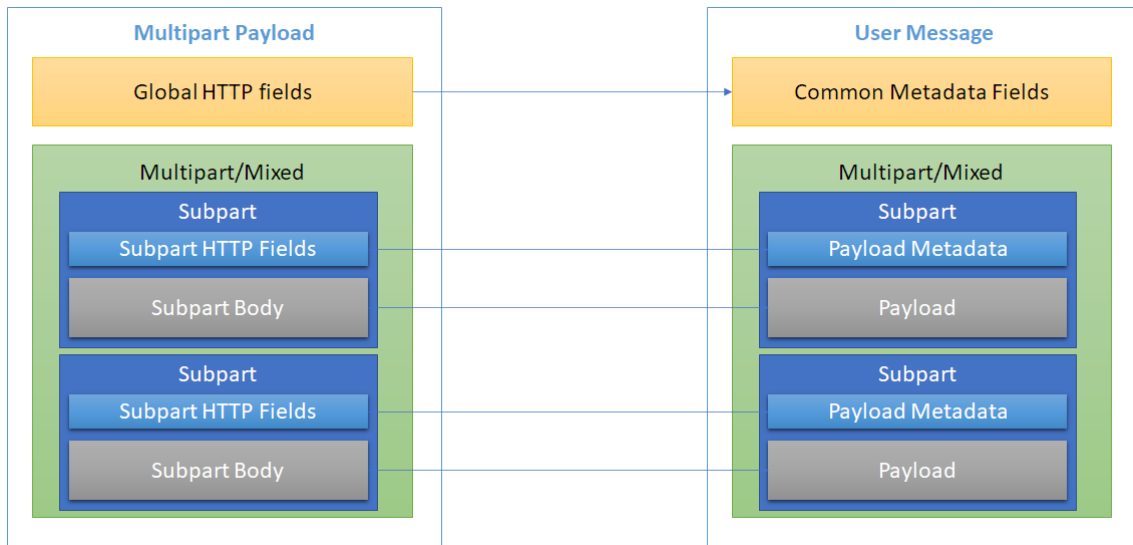 Multipart Payload
Global HTTP fields
Multipart/Mixed
Subpart
Subpart HTTP Fields
Subpart Body
Subpart
Subpart HTTP Fields
Subpart Body
User Message
Common Metadata Fields
Multipart/Mixed
Subpart
Payload Metadata
Payload
Subpart
Payload Metadata
Payload